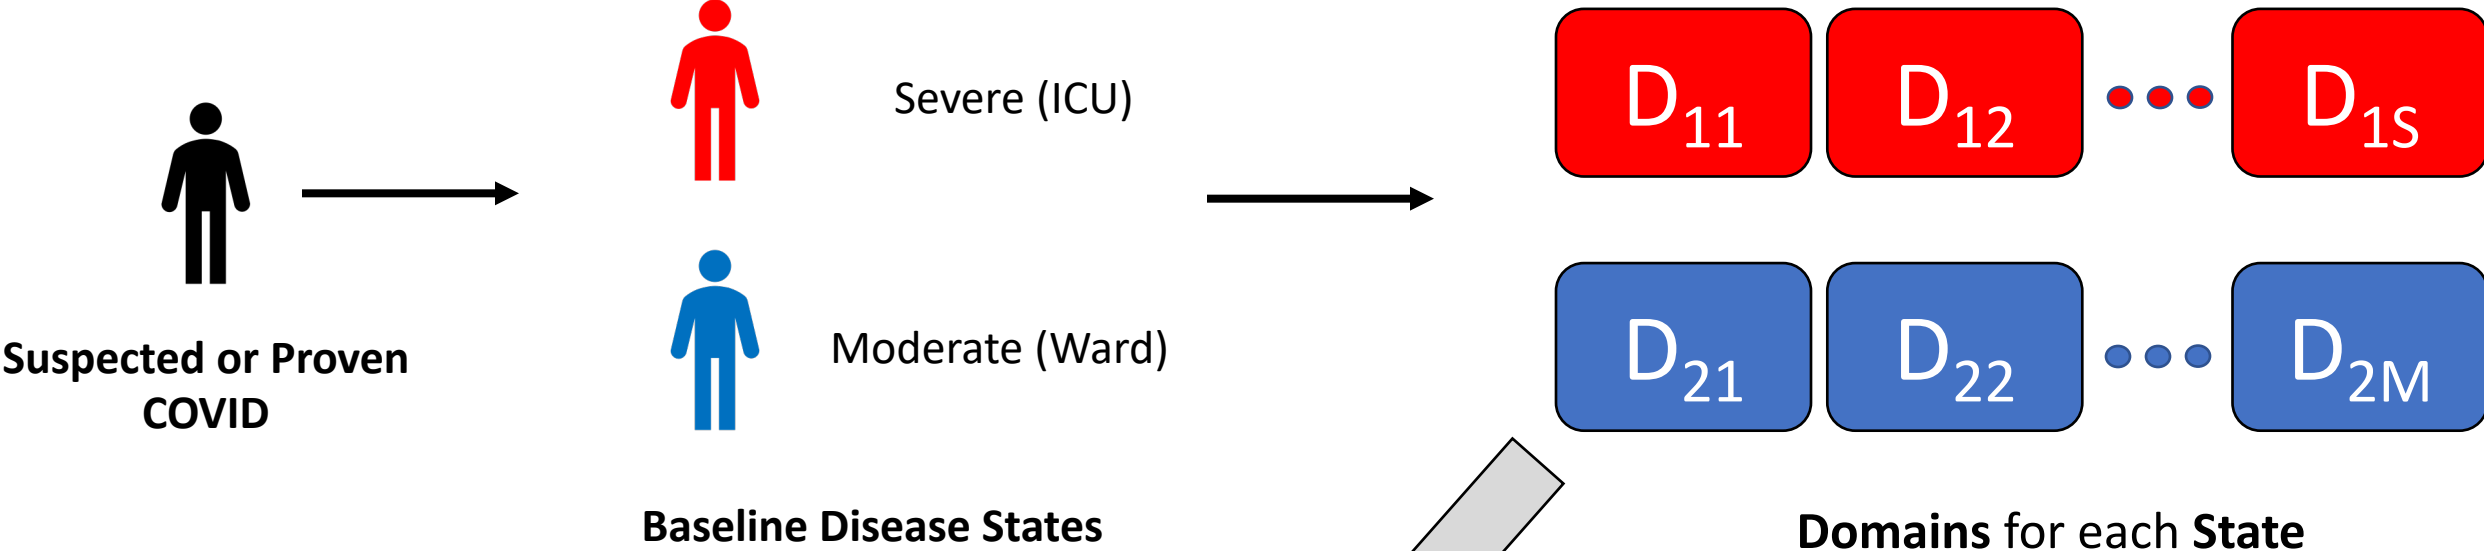 Suspected or Proven
COVID
Severe (ICU)
Moderate (Ward)
Baseline Disease States
D11 D12 D1S
D21 D22 D2M
Domains for each State